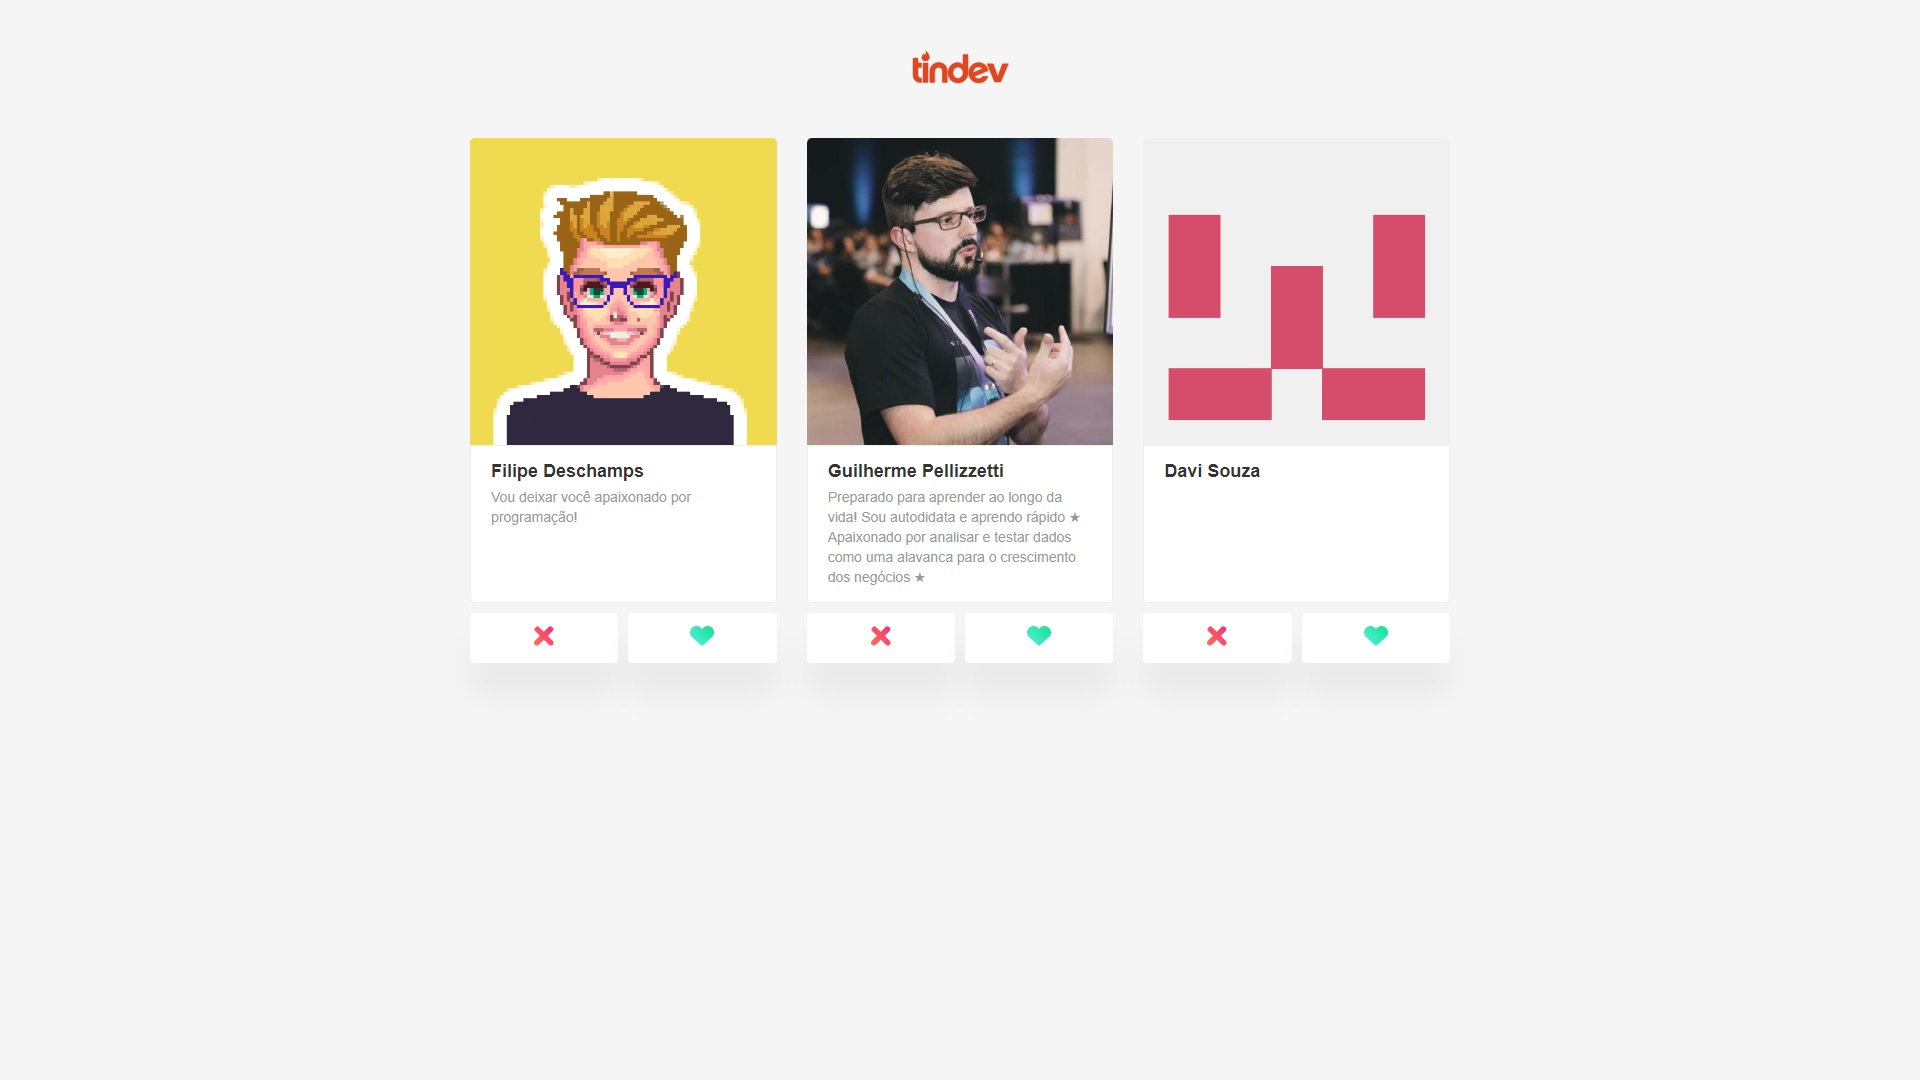 tindev
Filipe Deschamps
Vou deixar você apaixonado por
programação!
Guilherme Pellizzetti
Preparado para aprender ao longo da
vida! Sou autodidata e aprendo rápido ★
Apaixonado por analisar e testar dados
como uma alavanca para o crescimento
dos negócios ★
Davi Souza